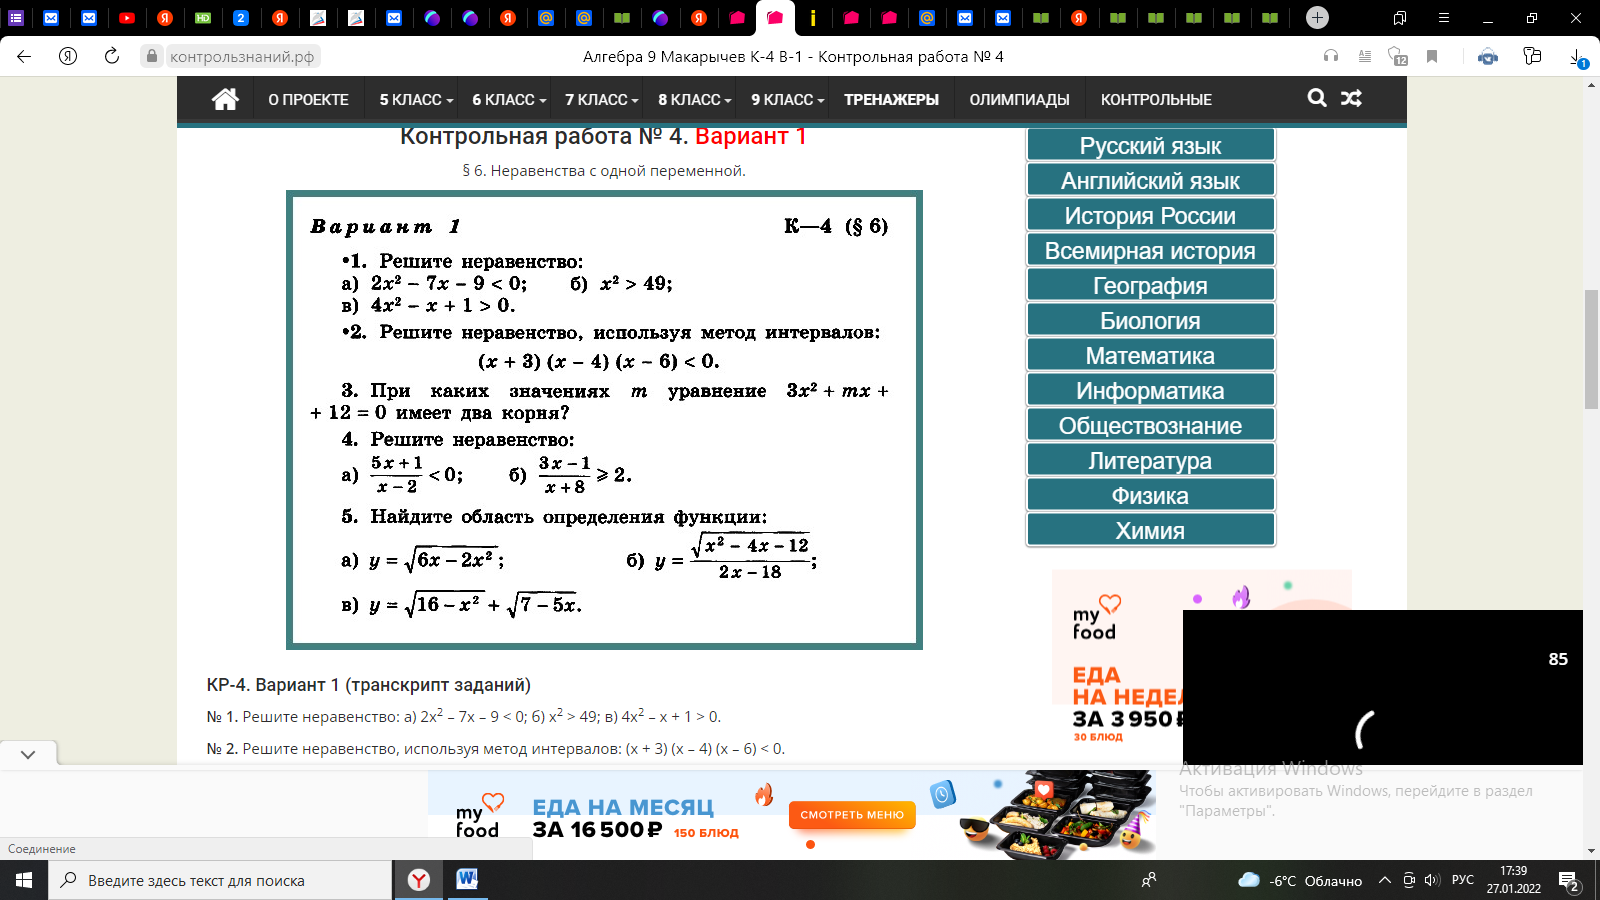 HD 2
контрользнаний.рф
Алгебра 9 Макарычев К-4 В-1 - Контрольная работа № 4
12
1
О ПРОЕКТЕ 5 КЛАСС 6 КЛАСС 7 КЛАСС 8 КЛАСС 9 КЛАСС ТРЕНАЖЕРЫ ОЛИМПИАДЫ КОНТРОЛЬНЫЕ
Контрольная работа № 4. Вариант 1
§ 6. Неравенства с одной переменной.
Вариант 1 К—4 (§ 6)
•1. Решите неравенство:
а) 2x² – 7x – 9 < 0; б) x² > 49;
в) 4x² – x + 1 > 0.
•2. Решите неравенство, используя метод интервалов:
(x + 3) (x – 4) (x – 6) < 0.
3. При каких значениях m уравнение 3x² + mx +
+ 12 = 0 имеет два корня?
4. Решите неравенство:
а) (5x + 1)/(x – 2) < 0; б) (3x – 1)/(x + 8) ⩾ 2.
5. Найдите область определения функции:
а) y = √(6x – 2x²); б) y = √(x² – 4x – 12)/(2x – 18);
в) y = √(16 – x²) + √(7 – 5x).
КР-4. Вариант 1 (транскрипт заданий)
№ 1. Решите неравенство: а) 2x² – 7x – 9 < 0; б) x² > 49; в) 4x² – x + 1 > 0.
№ 2. Решите неравенство, используя метод интервалов: (x + 3) (x – 4) (x – 6) < 0.
Русский язык
Английский язык
История России
Всемирная история
География
Биология
Математика
Информатика
Обществознание
Литература
Физика
Химия
my
food
ЕДА
НА НЕДЕЛ
ЗА 3 950 ₽
30 БЛЮД
85
my
food
ЕДА НА МЕСЯЦ
ЗА 16 500 ₽ 150 БЛЮД
СМОТРЕТЬ МЕНЮ
Активация Windows
Чтобы активировать Windows, перейдите в раздел
"Параметры".
Соединение
Введите здесь текст для поиска
-6°C Облачно
РУС
17:39
27.01.2022
2